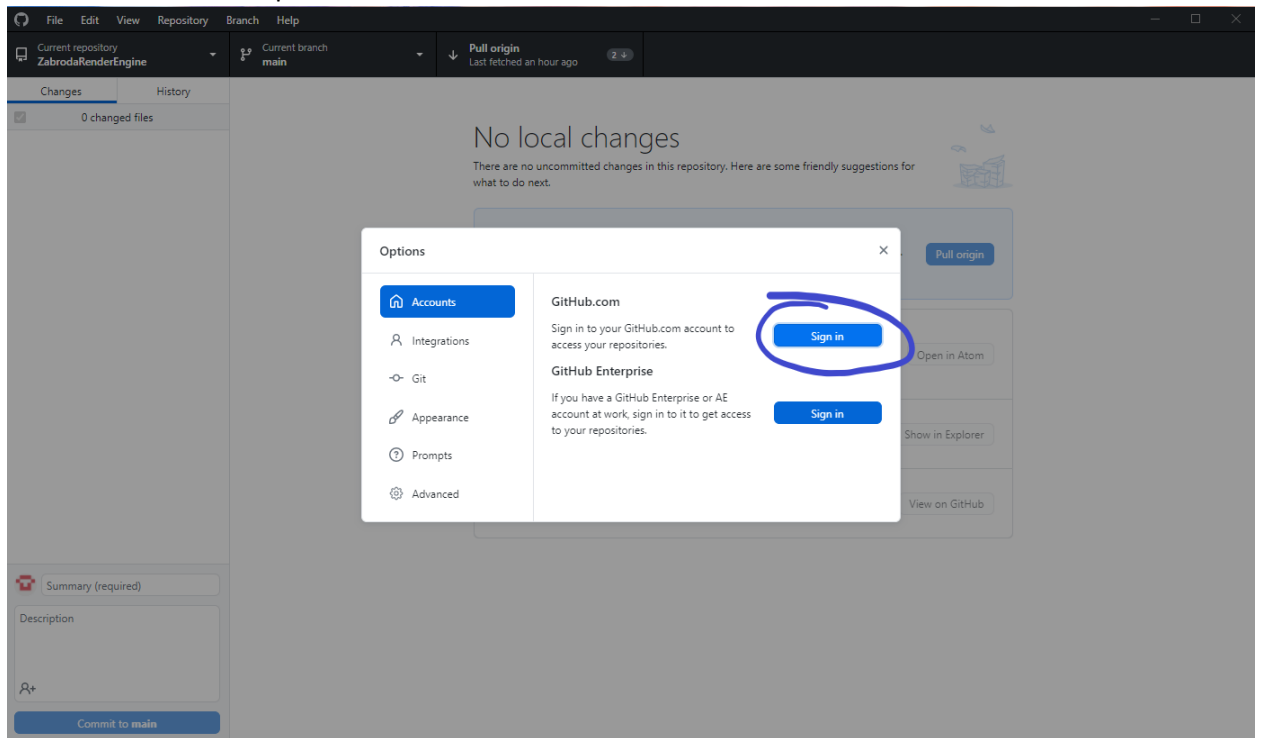 File Edit View Repository Branch Help
Current repository
ZabrodaRenderEngine
Current branch
main
Pull origin
Last fetched an hour ago
2
Changes History
0 changed files
No local changes
There are no uncommitted changes in this repository. Here are some friendly suggestions for
what to do next.
Pull origin
Options
Accounts
Integrations
Git
Appearance
Prompts
Advanced
GitHub.com
Sign in to your GitHub.com account to
access your repositories.
Sign in
GitHub Enterprise
If you have a GitHub Enterprise or AE
account at work, sign in to it to get access
to your repositories.
Sign in
Open in Atom
Show in Explorer
View on GitHub
Summary (required)
Description
Commit to main